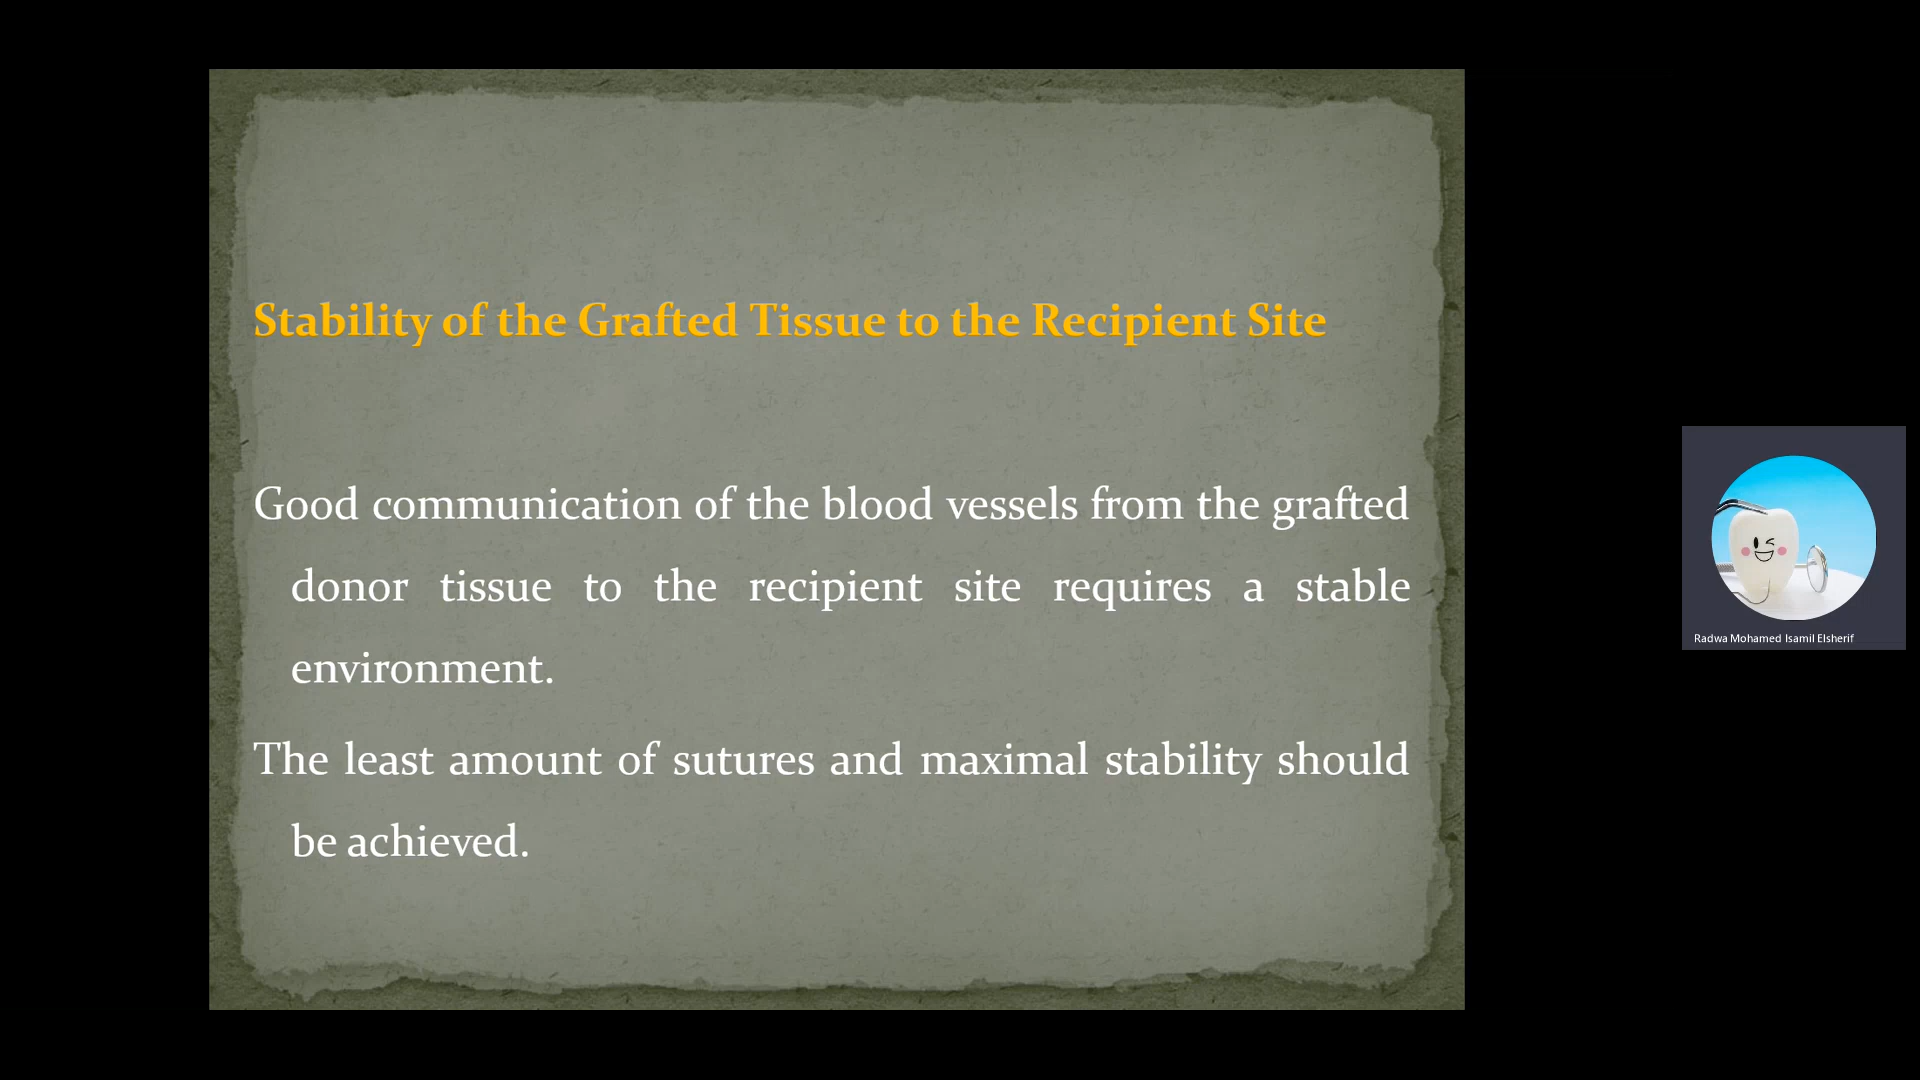 Stability of the Grafted Tissue to the Recipient Site
Good communication of the blood vessels from the grafted
donor tissue to the recipient site requires a stable
environment.
The least amount of sutures and maximal stability should
be achieved.
Radwa Mohamed Isamil Elsherif